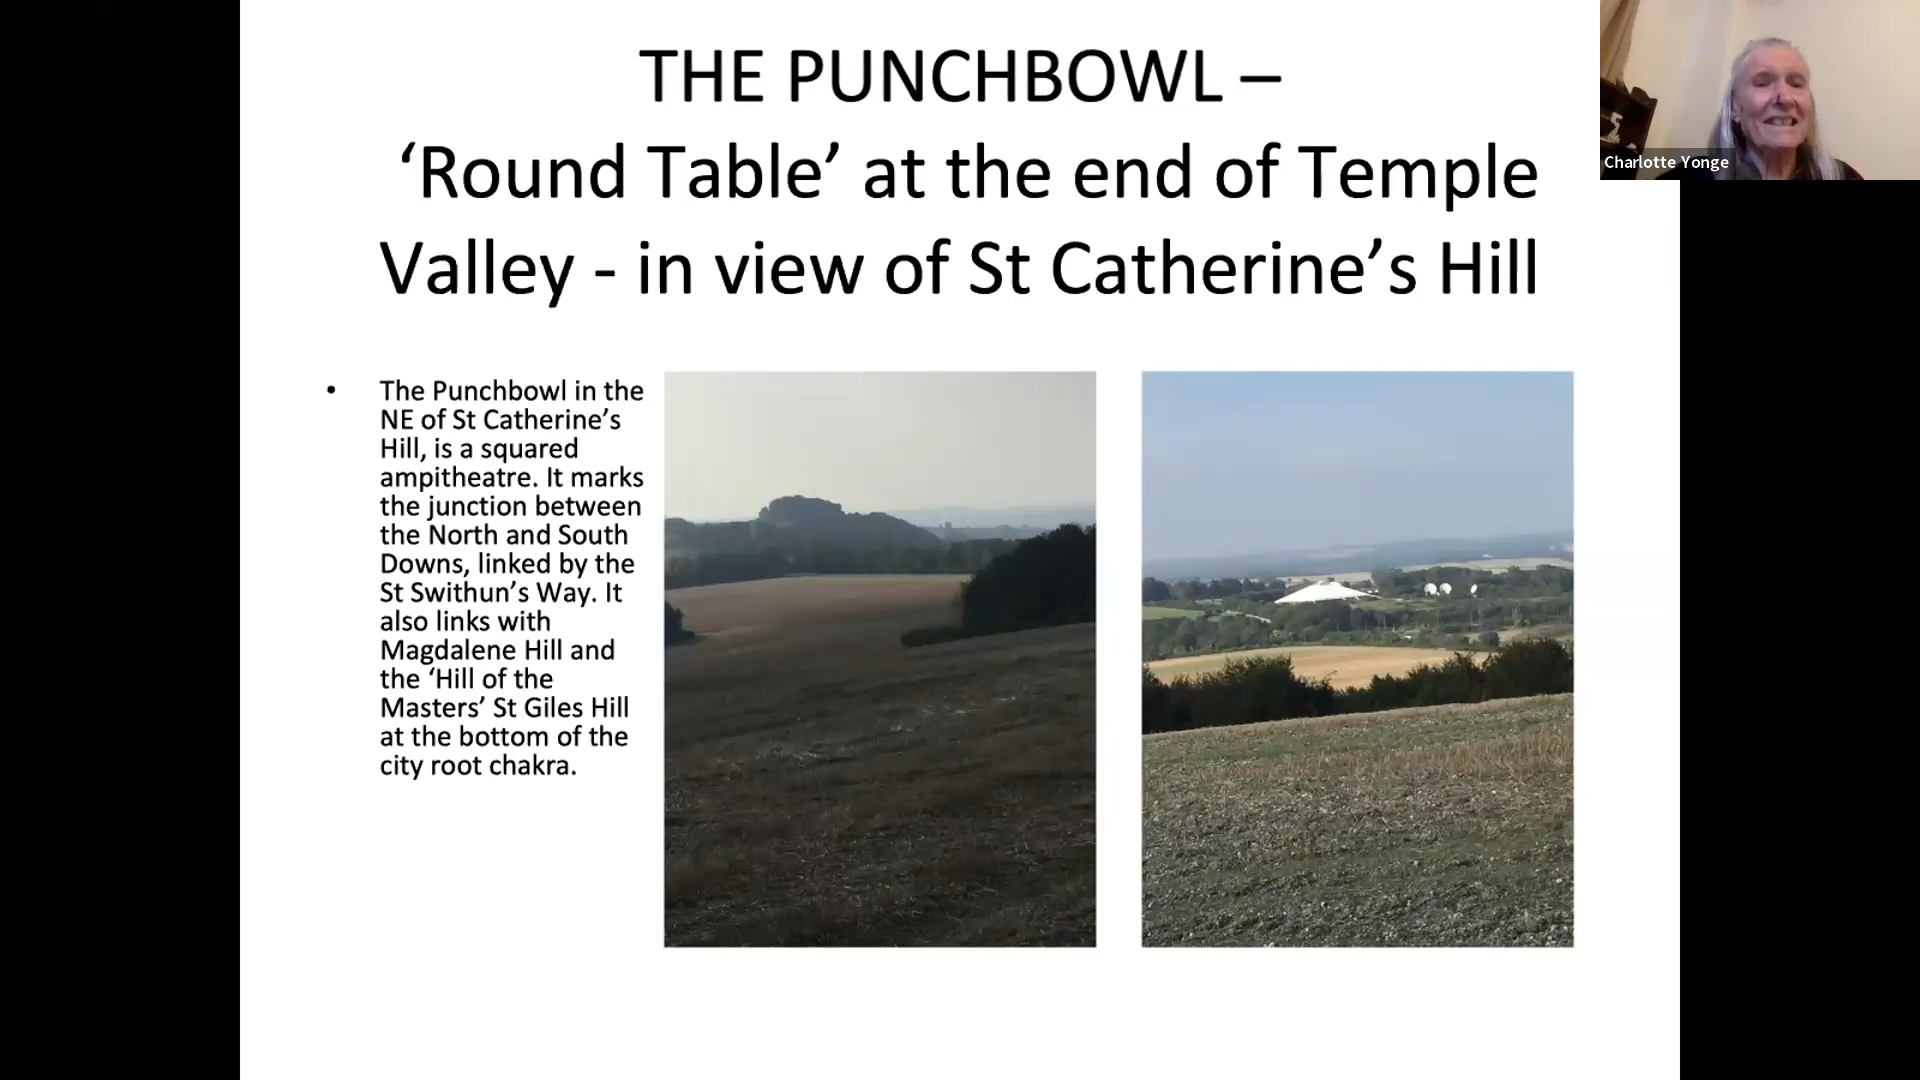 THE PUNCHBOWL –
‘Round Table’ at the end of Temple
Valley - in view of St Catherine’s Hill
Charlotte Yonge
• The Punchbowl in the
NE of St Catherine’s
Hill, is a squared
ampitheatre. It marks
the junction between
the North and South
Downs, linked by the
St Swithun’s Way. It
also links with
Magdalene Hill and
the ‘Hill of the
Masters’ St Giles Hill
at the bottom of the
city root chakra.